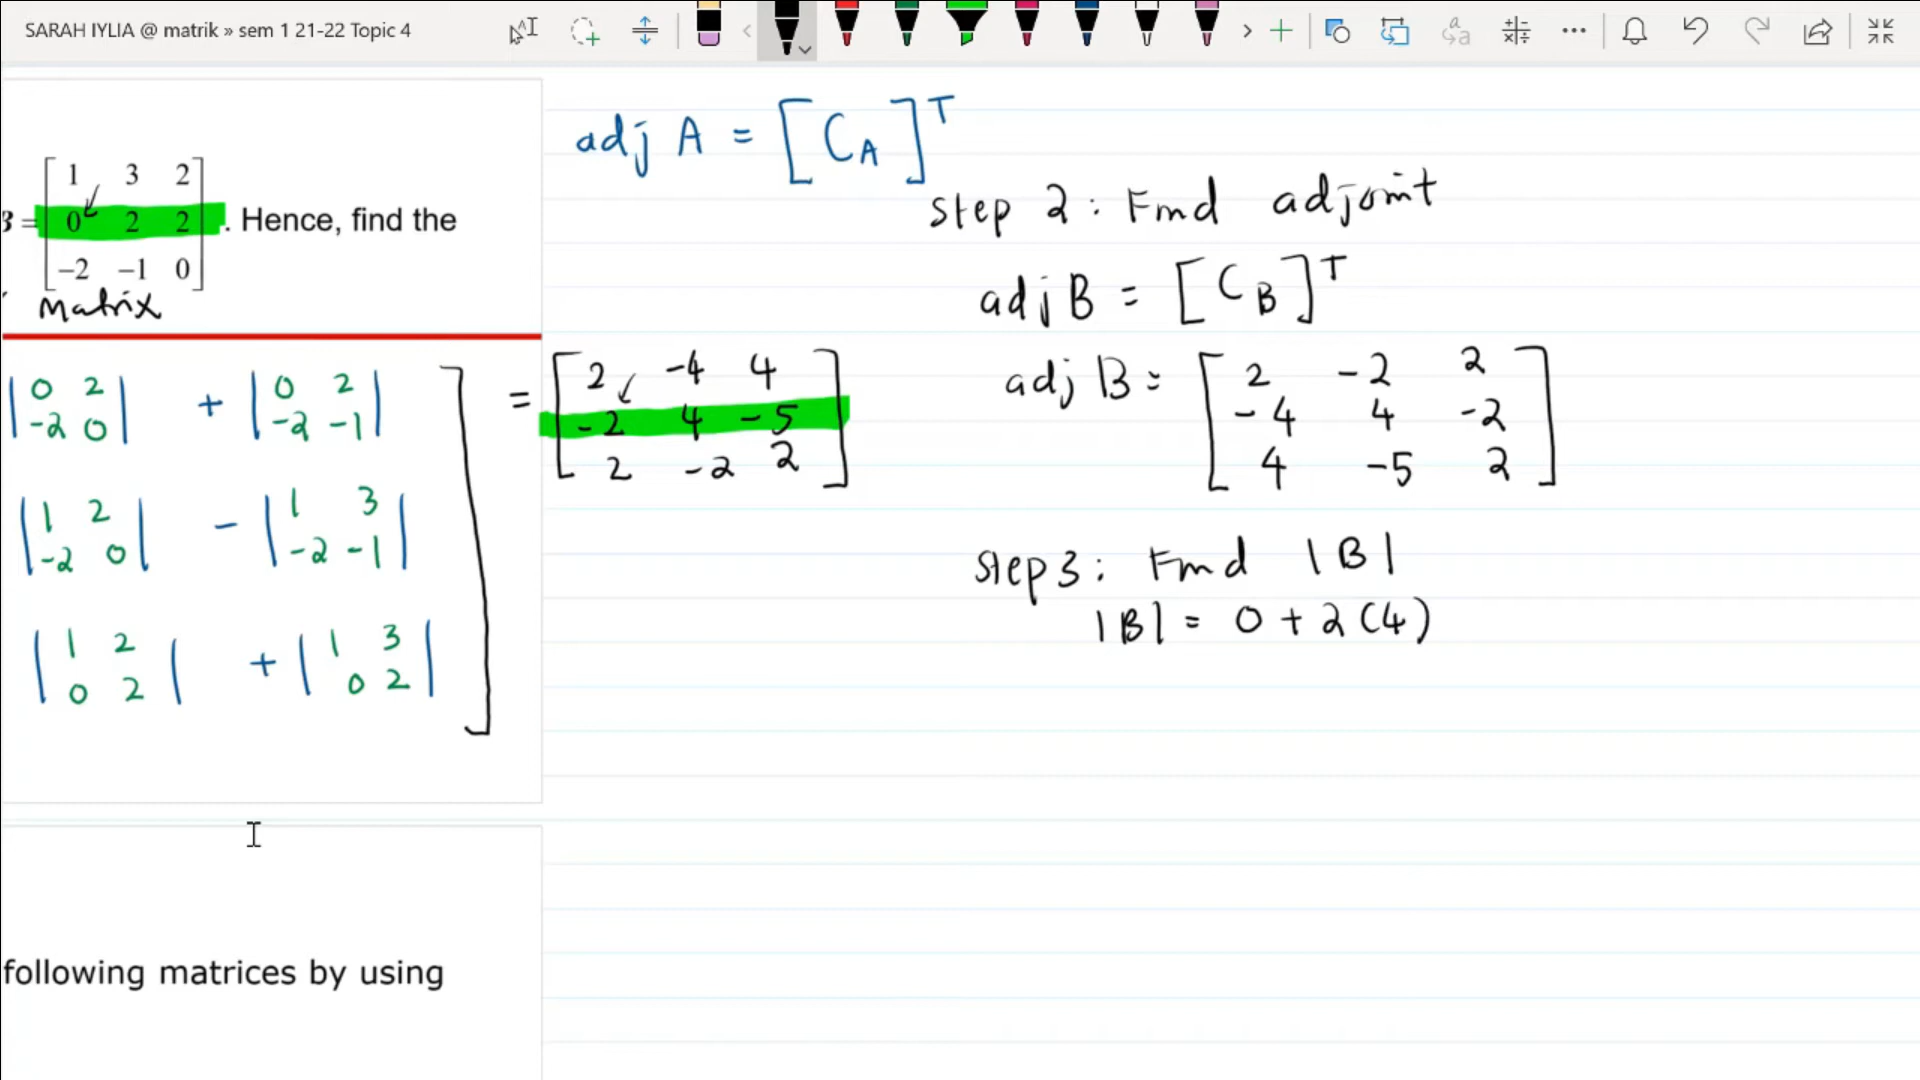 SARAH IYLIA @ matrik » sem 1 21-22 Topic 4
adj A = [C_A]^T
1 3 2
B = 0 2 2 . Hence, find the
-2 -1 0
Matrix
Step 2: Find adjoint
adj B = [C_B]^T
|0 2| + |0 2|
|-2 0| |-2 -1|
|1 2| - |1 3|
|-2 0| |-2 -1|
|1 2| + |1 3|
|0 2| |0 2|
= 2 -4 4
-2 4 -5
2 -2 2
adj B = 2 -2 2
-4 4 -2
4 -5 2
Step 3: Find |B|
|B| = 0 + 2(4)
following matrices by using